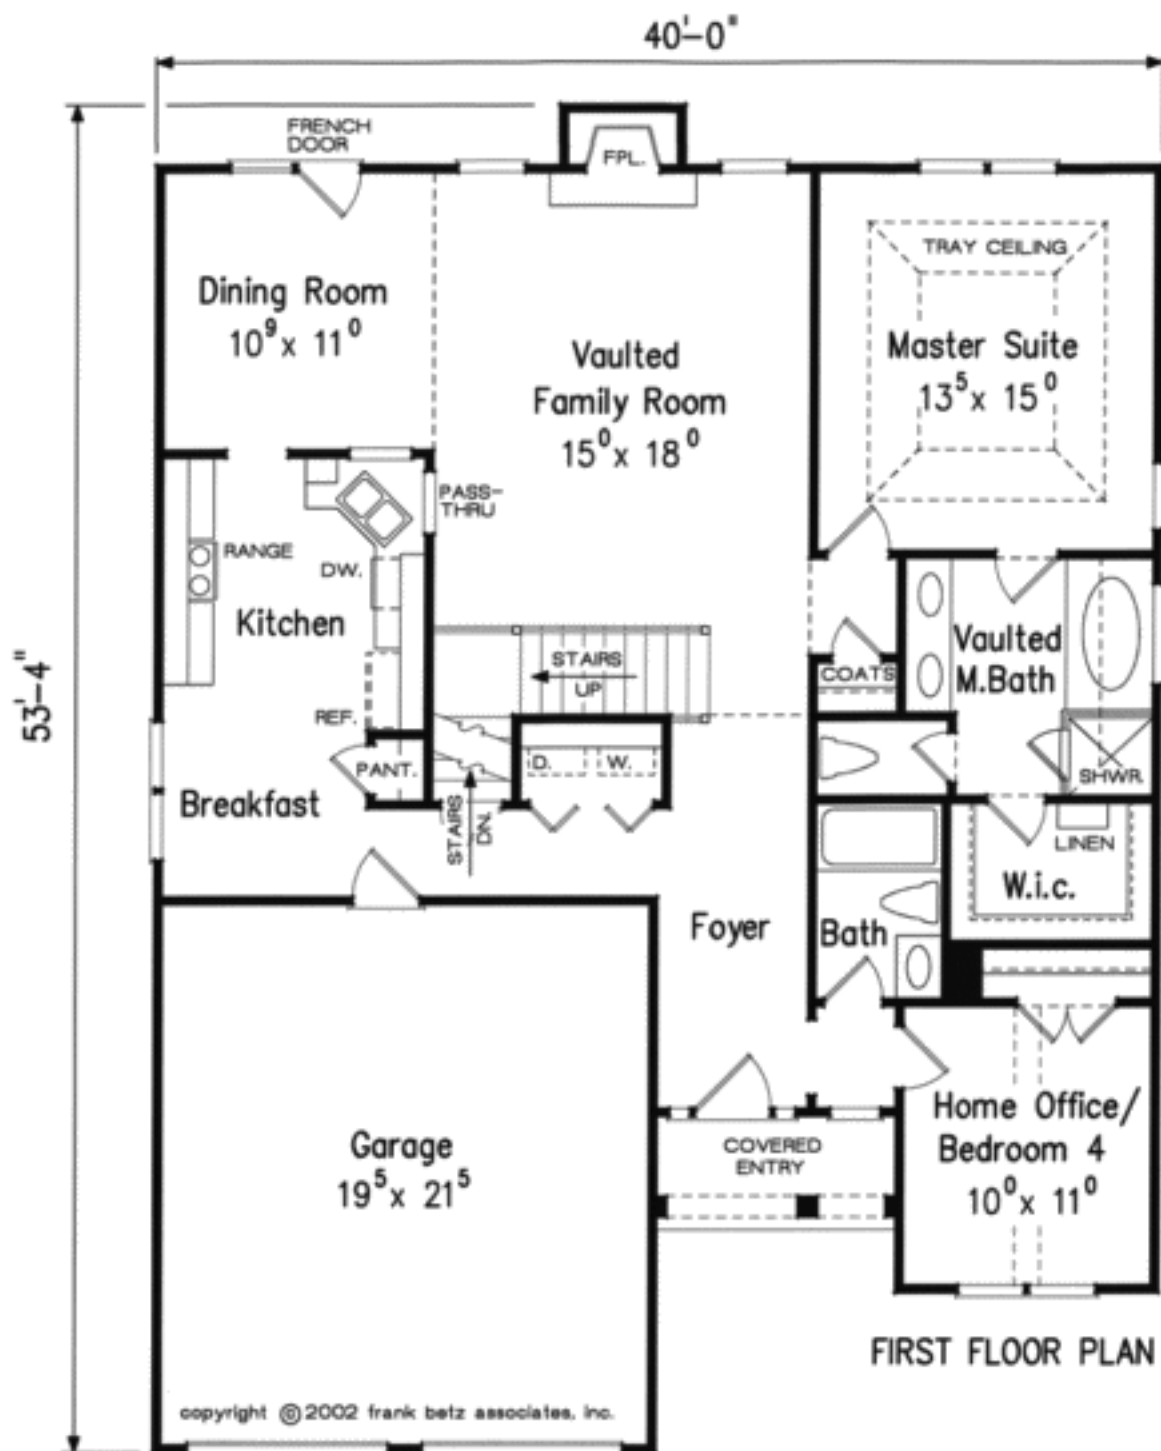 40'-0"
FRENCH
DOOR
FPL.
TRAY CEILING
Dining Room
10⁹x 11⁰
Vaulted
Family Room
15⁰x 18⁰
Master Suite
13⁵x 15⁰
PASS-
THRU
RANGE
DW.
Kitchen
STAIRS
UP
COATS
Vaulted
M.Bath
53'-4"
REF.
PANT.
D.
W.
SHWR.
Breakfast
STAIRS
DN.
LINEN
W.i.c.
Foyer
Bath
Home Office/
Bedroom 4
10⁰x 11⁰
COVERED
ENTRY
Garage
19⁵x 21⁵
FIRST FLOOR PLAN
copyright © 2002 frank betz associates, inc.